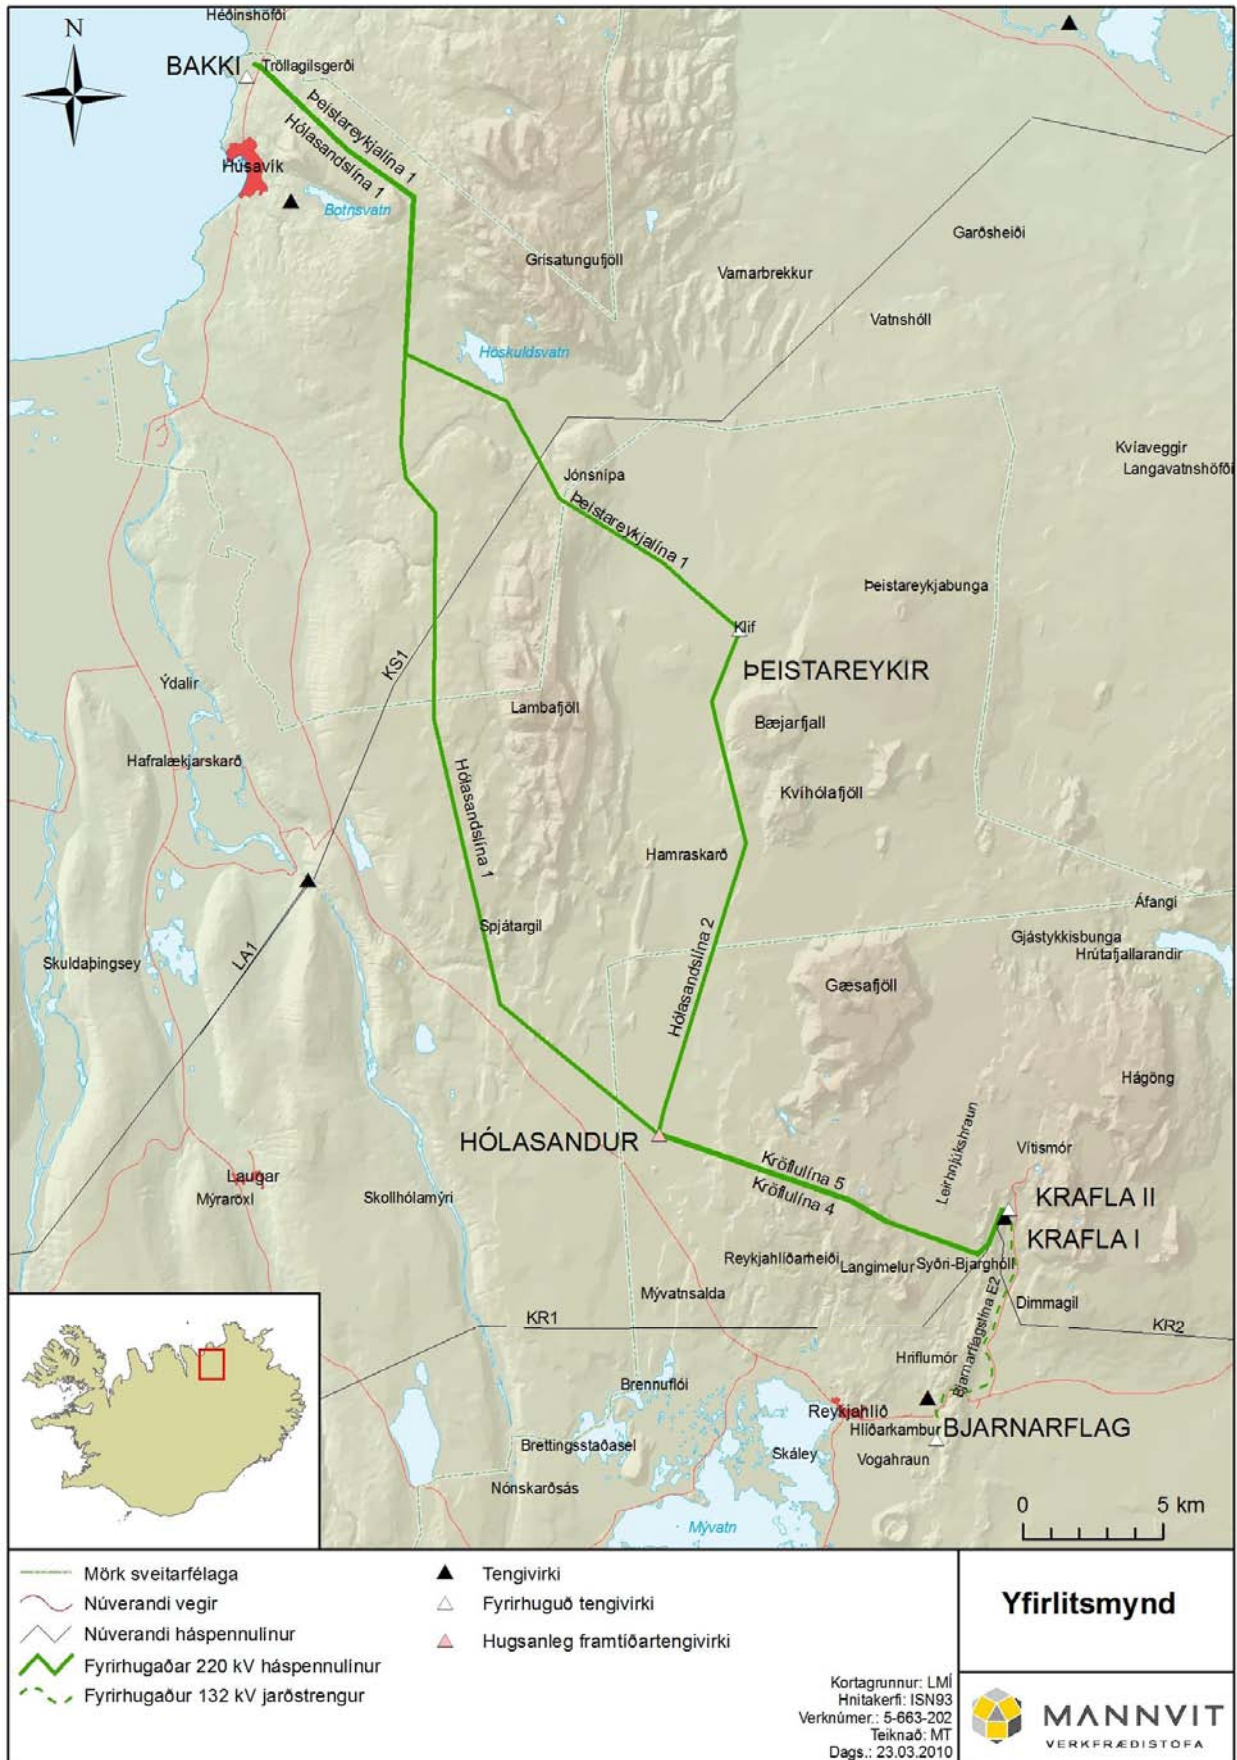 Héðinshöfði
N
BAKKI
Tröllagilsgerði
Þeistareykjalína 1
Hólasandslína 1
Húsavík
Botnsvatn
Garðsheiði
Grísatungufjöll
Vamarbrekkur
Vatnshóll
Höskuldsvatn
Kvíaveggir
Langavatnshöfði
Jónsnípa
Þeistareykjalína 1
Þeistareykjabunga
Klif
ÞEISTAREYKIR
KS1
Ýdalir
Lambafjöll
Bæjarfjall
Hafralækjarskarð
Kvíhólafjöll
Hólasandslína 1
Hamraskarð
Áfangi
Spjátargil
Gjástykkisbunga
Hrútafjallarandir
Skuldaþingsey
LA1
Hólasandslína 2
Gæsafjöll
Hágöng
HÓLASANDUR
Leirhnjúkshraun
Vítismór
Kröflulína 5
Kröflulína 4
Laugar
Mýraröxl
Skollhólamýri
KRAFLA II
KRAFLA I
Reykjahlíðarheiði
Langimelur
Syðri-Bjarghóll
Mývatnsalda
Dimmagil
KR1
KR2
Bjarnarflagslína E2
Hriflumór
Brennuflói
Reykjahlíð
Hlíðarkambur
BJARNARFLAG
Brettingsstaðasel
Skáley
Vogahraun
Nónskarðsás
Mývatn
0 5 km
Mörk sveitarfélaga
Núverandi vegir
Núverandi háspennulínur
Fyrirhugaðar 220 kV háspennulínur
Fyrirhugaður 132 kV jarðstrengur
Tengivirki
Fyrirhuguð tengivirki
Hugsanleg framtíðartengivirki
Kortagrunnur: LMÍ
Hnitakerfi: ISN93
Verknúmer.: 5-663-202
Teiknað: MT
Dags.: 23.03.2010
Yfirlitsmynd
MANNVIT
VERKFRÆÐISTOFA